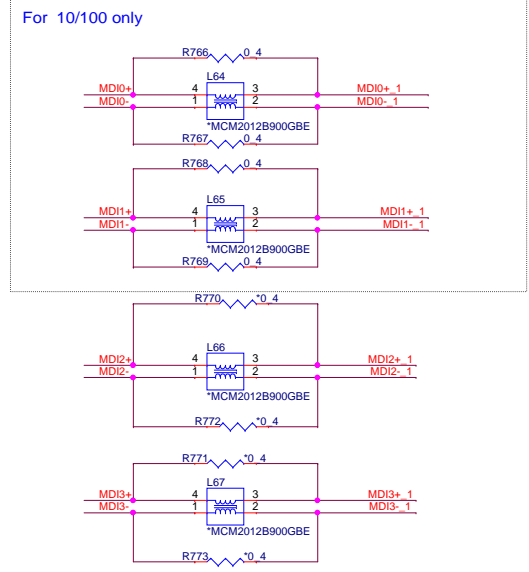 For 10/100 only
R766 0_4
L64
MDI0+ 4 3 MDI0+_1
MDI0- 1 2 MDI0-_1
*MCM2012B900GBE
R767 0_4
R768 0_4
L65
MDI1+ 4 3 MDI1+_1
MDI1- 1 2 MDI1-_1
*MCM2012B900GBE
R769 0_4
R770 *0_4
L66
MDI2+ 4 3 MDI2+_1
MDI2- 1 2 MDI2-_1
*MCM2012B900GBE
R772 *0_4
R771 *0_4
L67
MDI3+ 4 3 MDI3+_1
MDI3- 1 2 MDI3-_1
*MCM2012B900GBE
R773 *0_4